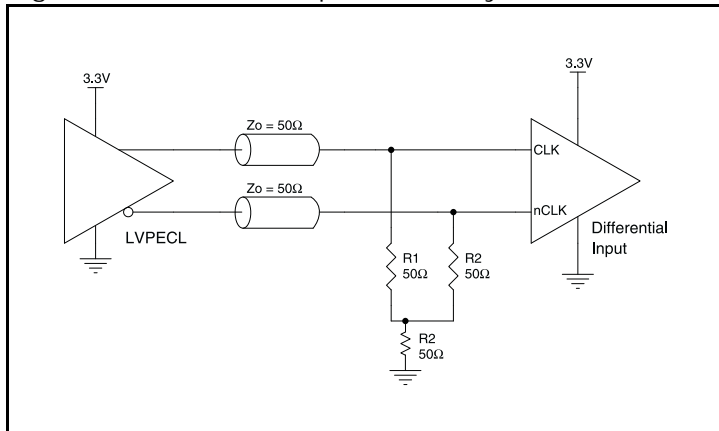 3.3V
3.3V
Zo = 50Ω
CLK
Zo = 50Ω
nCLK
LVPECL
Differential
Input
R1
50Ω
R2
50Ω
R2
50Ω